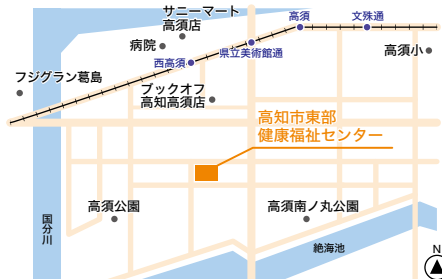 サニーマート
高須店
病院
高須
文殊通
県立美術館通
西高須
高須小
フジグラン葛島
ブックオフ
高知高須店
高知市東部
健康福祉センター
高須公園
高須南ノ丸公園
国分川
絶海池
N